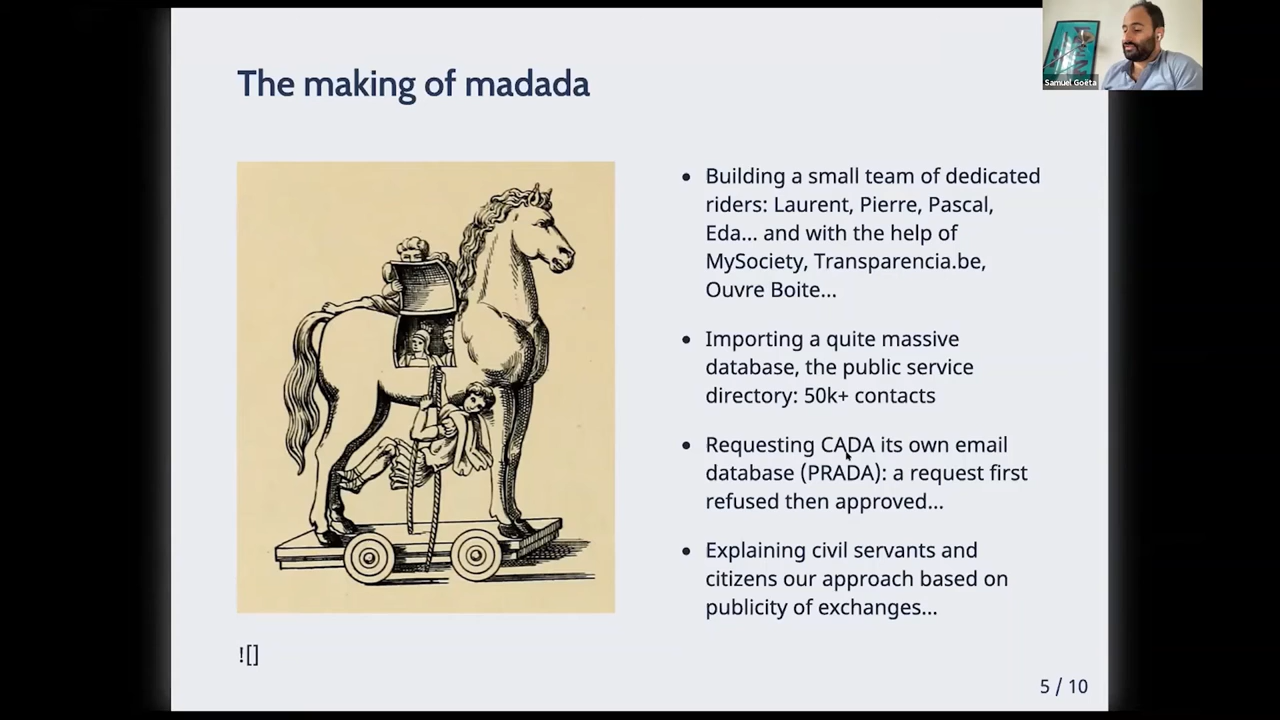 The making of madada
Samuel Goëta
• Building a small team of dedicated
riders: Laurent, Pierre, Pascal,
Eda... and with the help of
MySociety, Transparencia.be,
Ouvre Boite...
• Importing a quite massive
database, the public service
directory: 50k+ contacts
• Requesting CADA its own email
database (PRADA): a request first
refused then approved...
• Explaining civil servants and
citizens our approach based on
publicity of exchanges...
![]
5 / 10